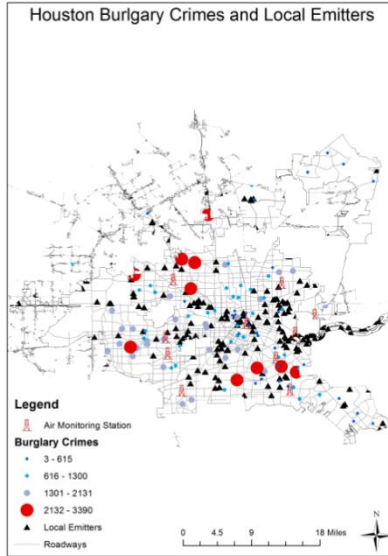 Houston Burlgary Crimes and Local Emitters
Legend
Air Monitoring Station
Burglary Crimes
3 - 615
616 - 1300
1301 - 2131
2132 - 3390
Local Emitters
Roadways
0 4.5 9 18 Miles
N